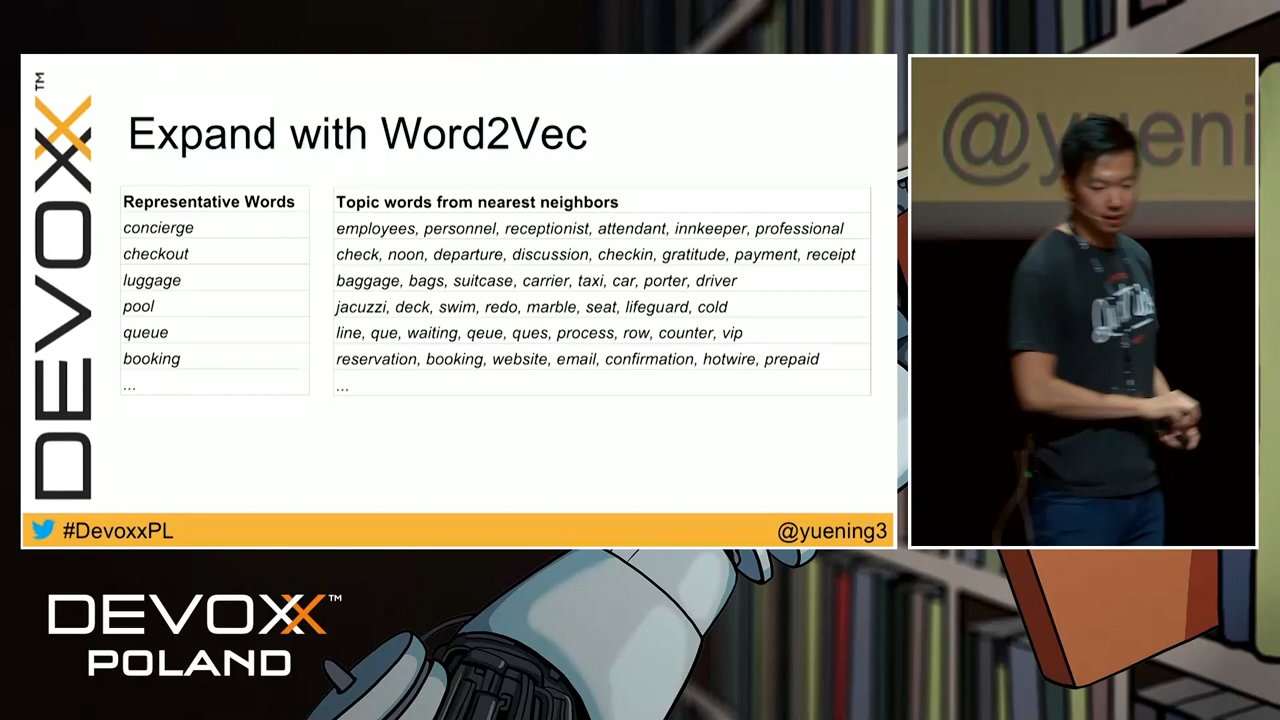 DEVOXX™
Expand with Word2Vec
Representative Words
Topic words from nearest neighbors
concierge
employees, personnel, receptionist, attendant, innkeeper, professional
checkout
check, noon, departure, discussion, checkin, gratitude, payment, receipt
luggage
baggage, bags, suitcase, carrier, taxi, car, porter, driver
pool
jacuzzi, deck, swim, redo, marble, seat, lifeguard, cold
queue
line, que, waiting, qeue, ques, process, row, counter, vip
booking
reservation, booking, website, email, confirmation, hotwire, prepaid
...
...
#DevoxxPL
@yuening3
@yueni
DEVOXX™
POLAND